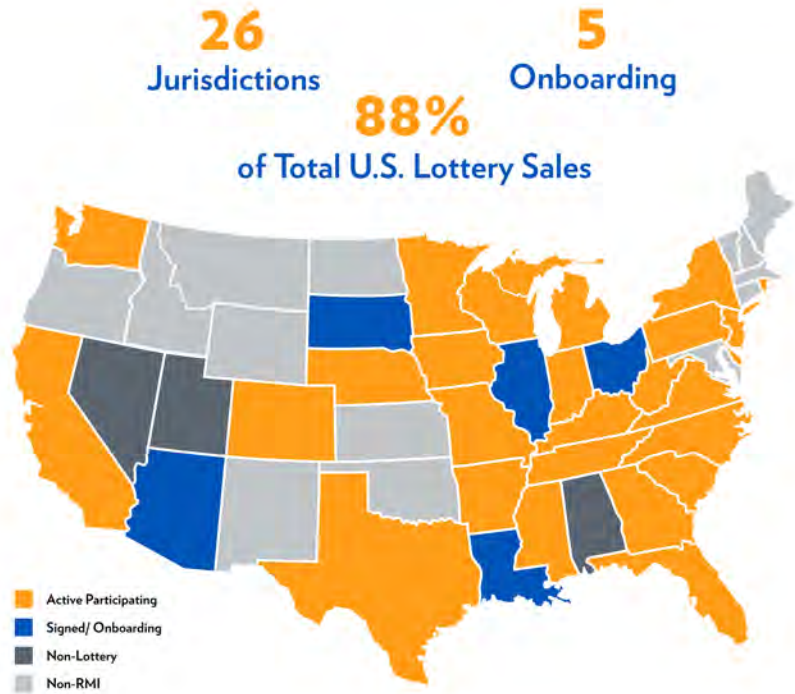 26
Jurisdictions
5
Onboarding
88%
of Total U.S. Lottery Sales
Active Participating
Signed/ Onboarding
Non-Lottery
Non-RMI